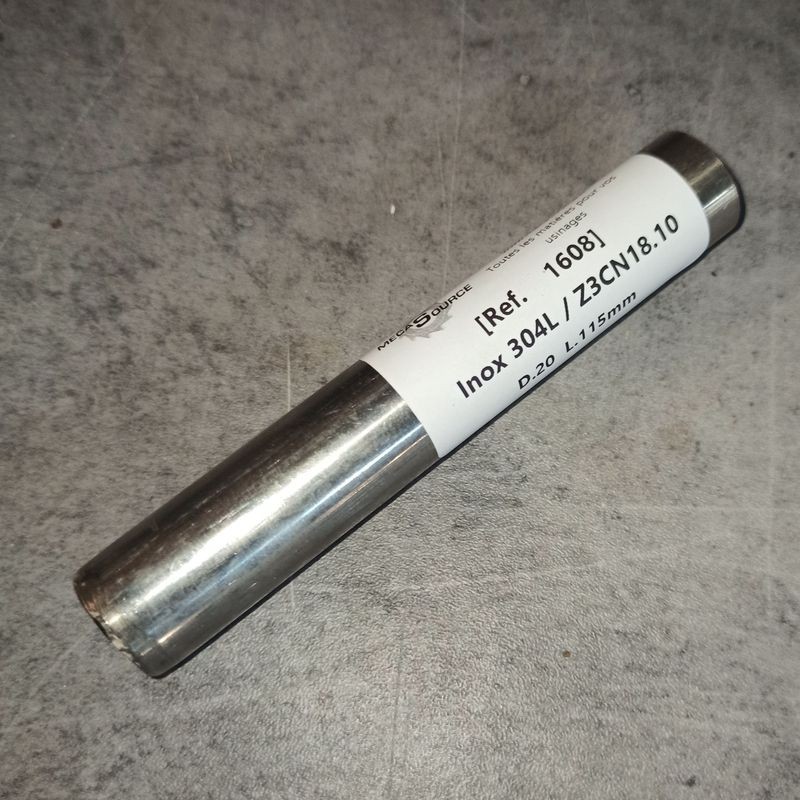 MECASOURCE
Toutes les matières pour vos
usinages
[Ref. 1608]
Inox 304L / Z3CN18.10
D.20 L.115mm